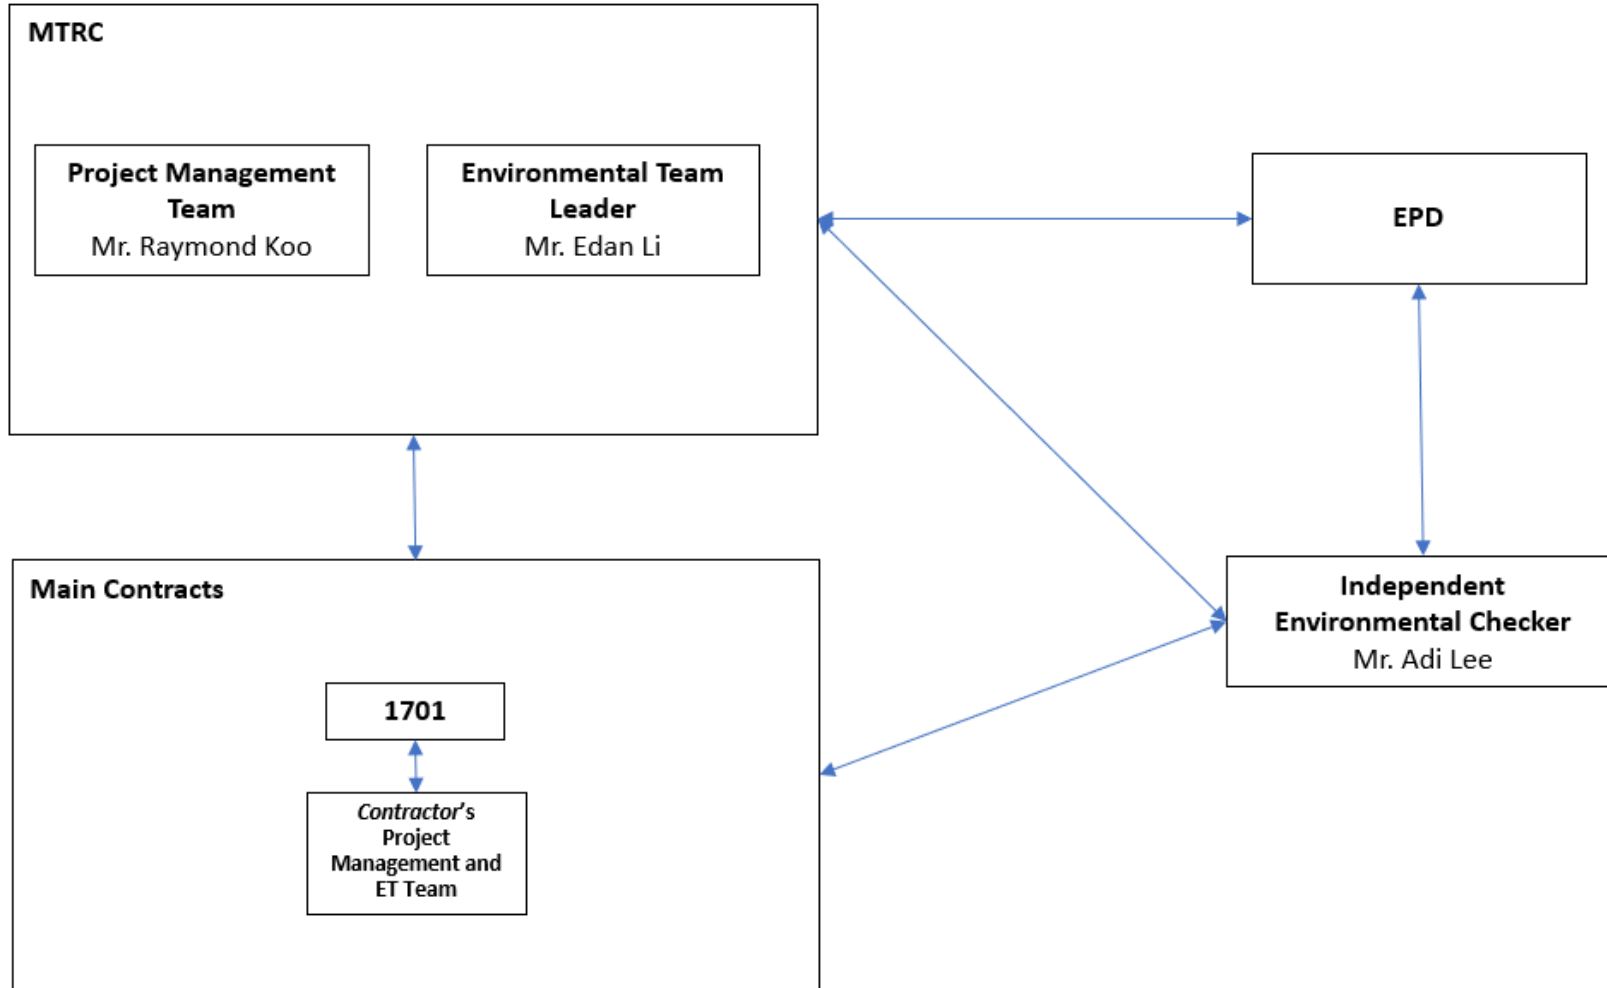 MTRC
Project Management
Team
Mr. Raymond Koo
Environmental Team
Leader
Mr. Edan Li
EPD
Independent
Environmental Checker
Mr. Adi Lee
Main Contracts
1701
Contractor's
Project
Management and
ET Team